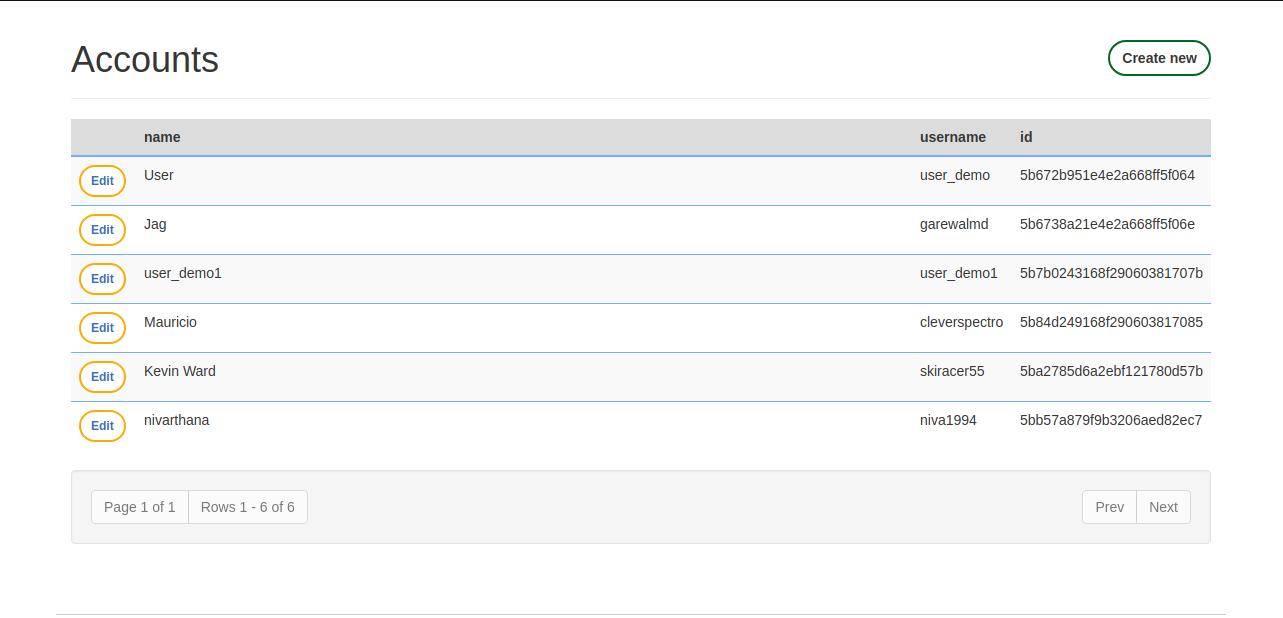 Accounts Create new
name username id
Edit User user_demo 5b672b951e4e2a668ff5f064
Edit Jag garewalmd 5b6738a21e4e2a668ff5f06e
Edit user_demo1 user_demo1 5b7b0243168f29060381707b
Edit Mauricio cleverspectro 5b84d249168f290603817085
Edit Kevin Ward skiracer55 5ba2785d6a2ebf121780d57b
Edit nivarthana niva1994 5bb57a879f9b3206aed82ec7
Page 1 of 1 Rows 1 - 6 of 6 Prev Next